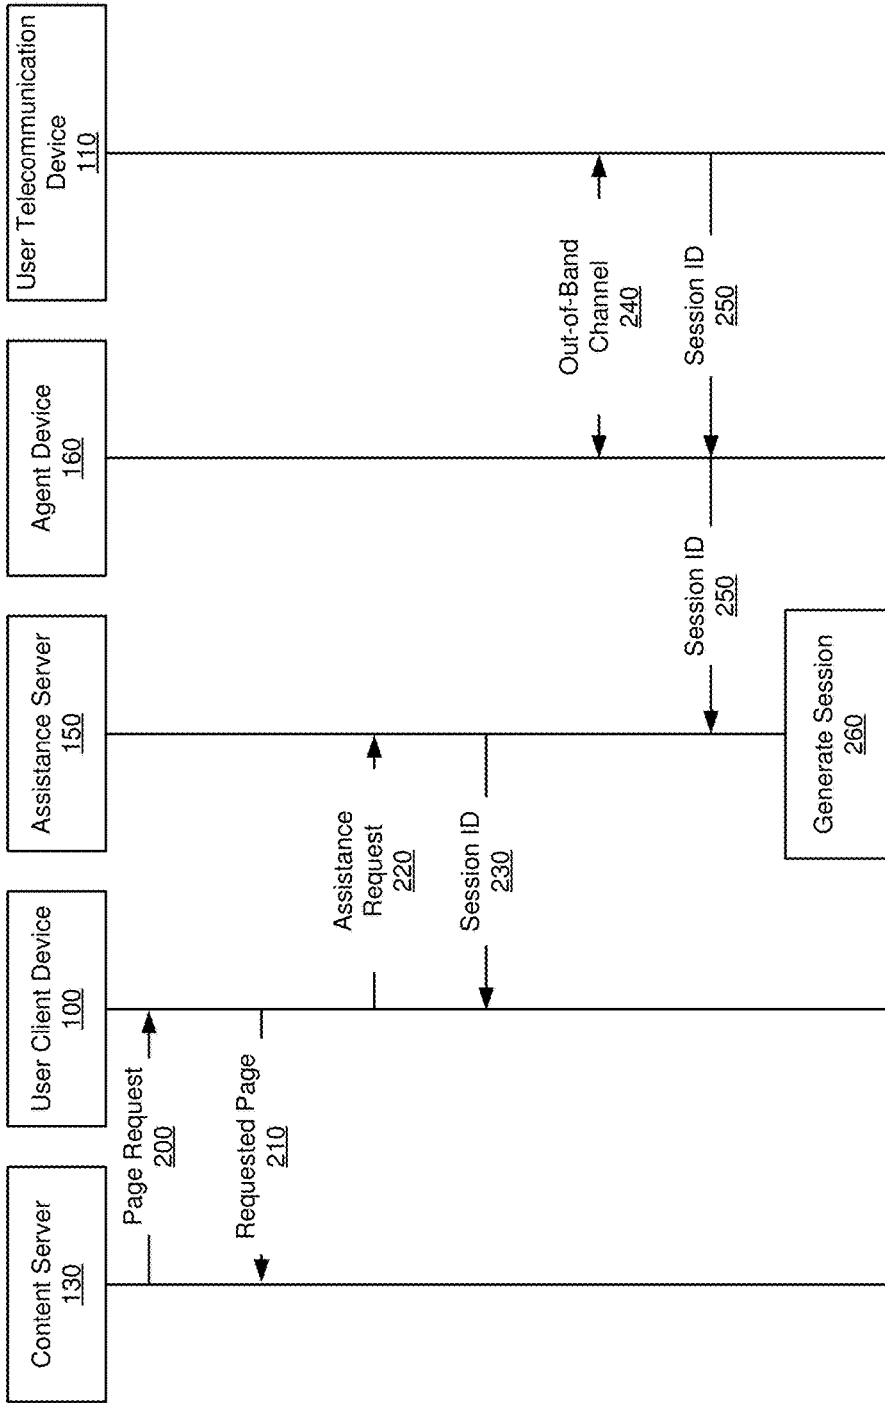 Content Server
130
User Client Device
100
Assistance Server
150
Agent Device
160
User Telecommunication
Device
110
Page Request
200
Requested Page
210
Assistance
Request
220
Session ID
230
Out-of-Band
Channel
240
Session ID
250
Session ID
250
Generate Session
260